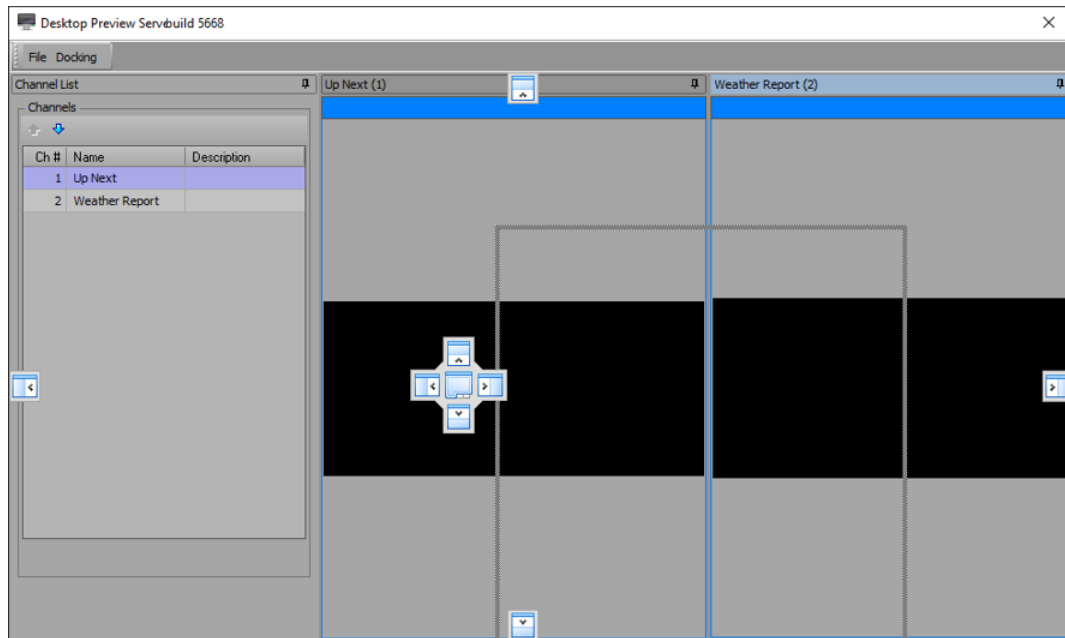 Desktop Preview Servebuild 5668
File Docking
Channel List
Up Next (1)
Weather Report (2)
Channels
Ch # Name Description
1 Up Next
2 Weather Report